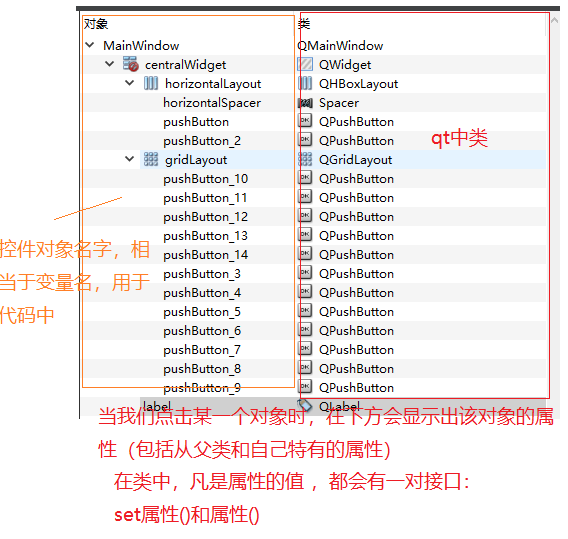 对象 类
MainWindow QMainWindow
centralWidget QWidget
horizontalLayout QHBoxLayout
horizontalSpacer Spacer
pushButton QPushButton
pushButton_2 QPushButton
qt中类
gridLayout QGridLayout
pushButton_10 QPushButton
pushButton_11 QPushButton
pushButton_12 QPushButton
pushButton_13 QPushButton
pushButton_14 QPushButton
pushButton_3 QPushButton
pushButton_4 QPushButton
pushButton_5 QPushButton
pushButton_6 QPushButton
pushButton_7 QPushButton
pushButton_8 QPushButton
pushButton_9 QPushButton
label QLabel
控件对象名字，相
当于变量名，用于
代码中
当我们点击某一个对象时，在下方会显示出该对象的属
性（包括从父类和自己特有的属性）
在类中，凡是属性的值 ，都会有一对接口：
set属性()和属性()